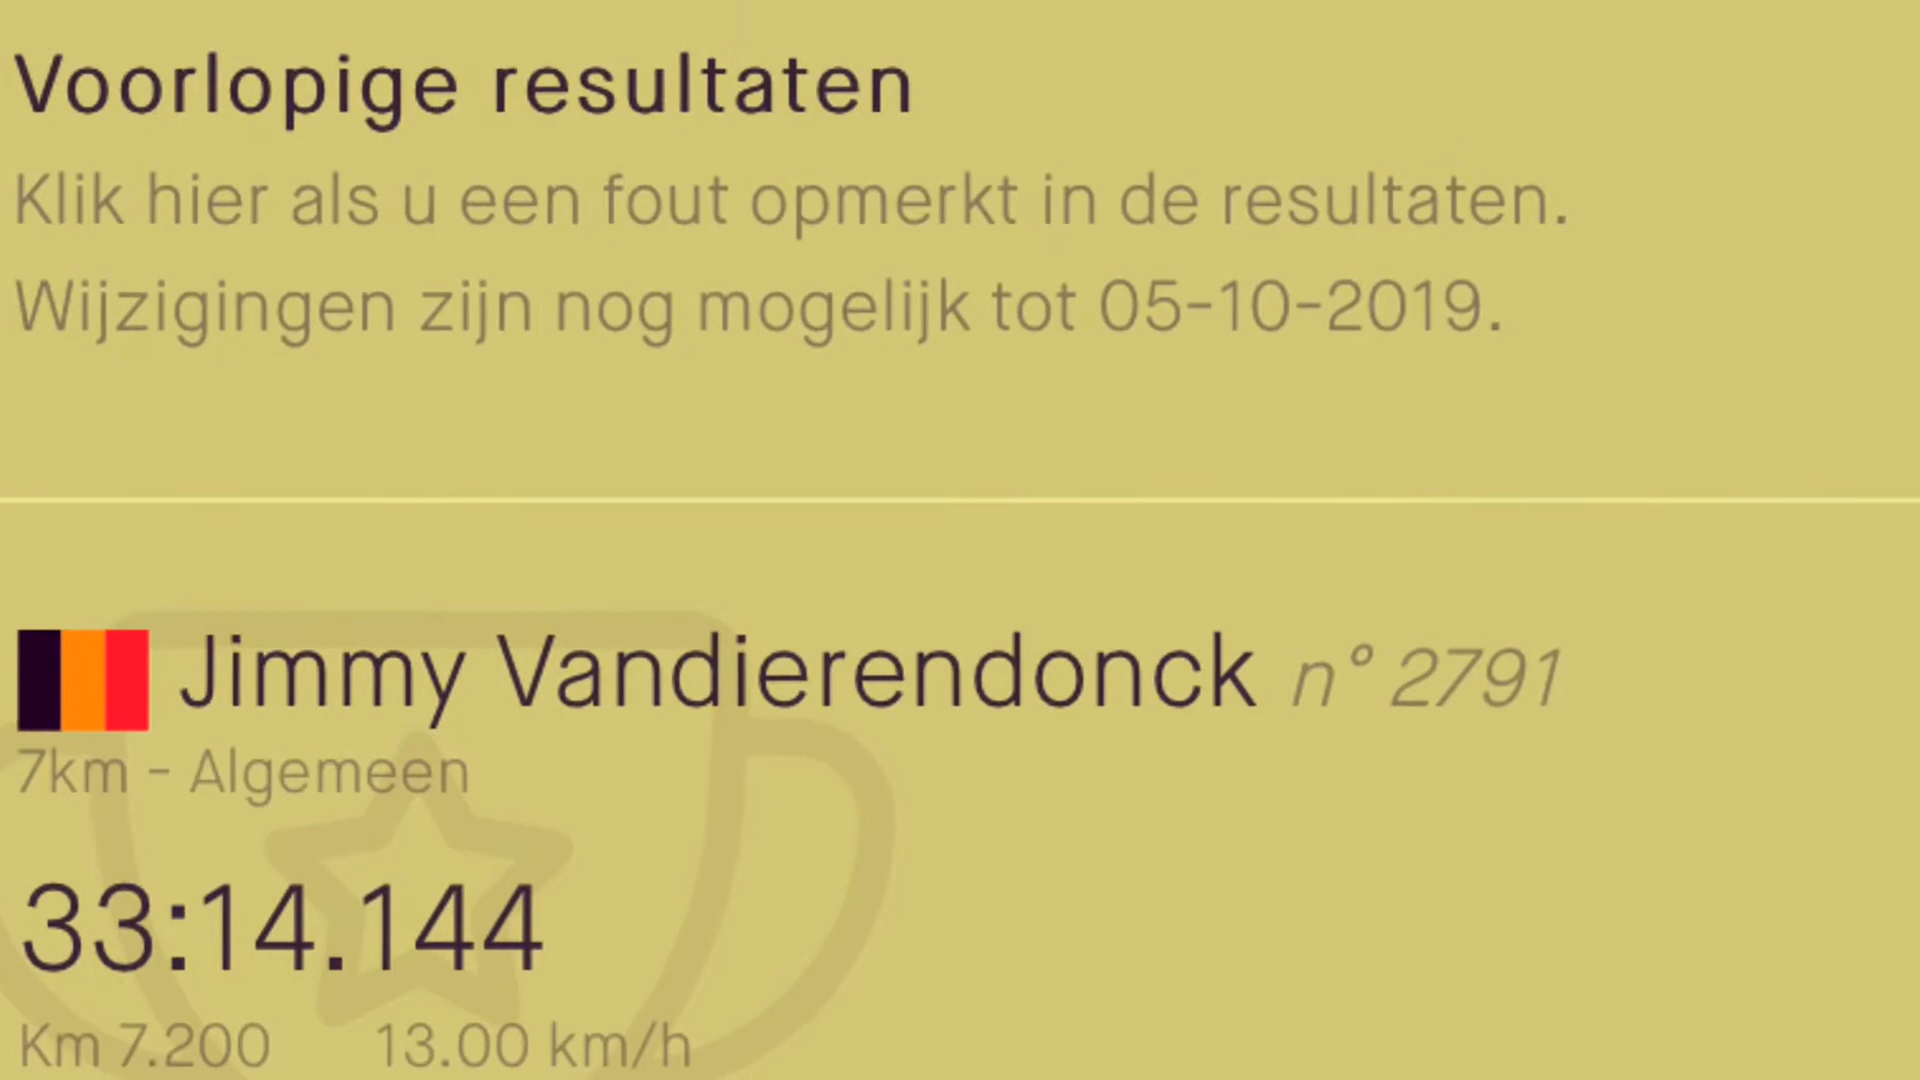 Voorlopige resultaten
Klik hier als u een fout opmerkt in de resultaten.
Wijzigingen zijn nog mogelijk tot 05-10-2019.
Jimmy Vandierendonck n° 2791
7km - Algemeen
33:14.144
Km 7.200 13.00 km/h